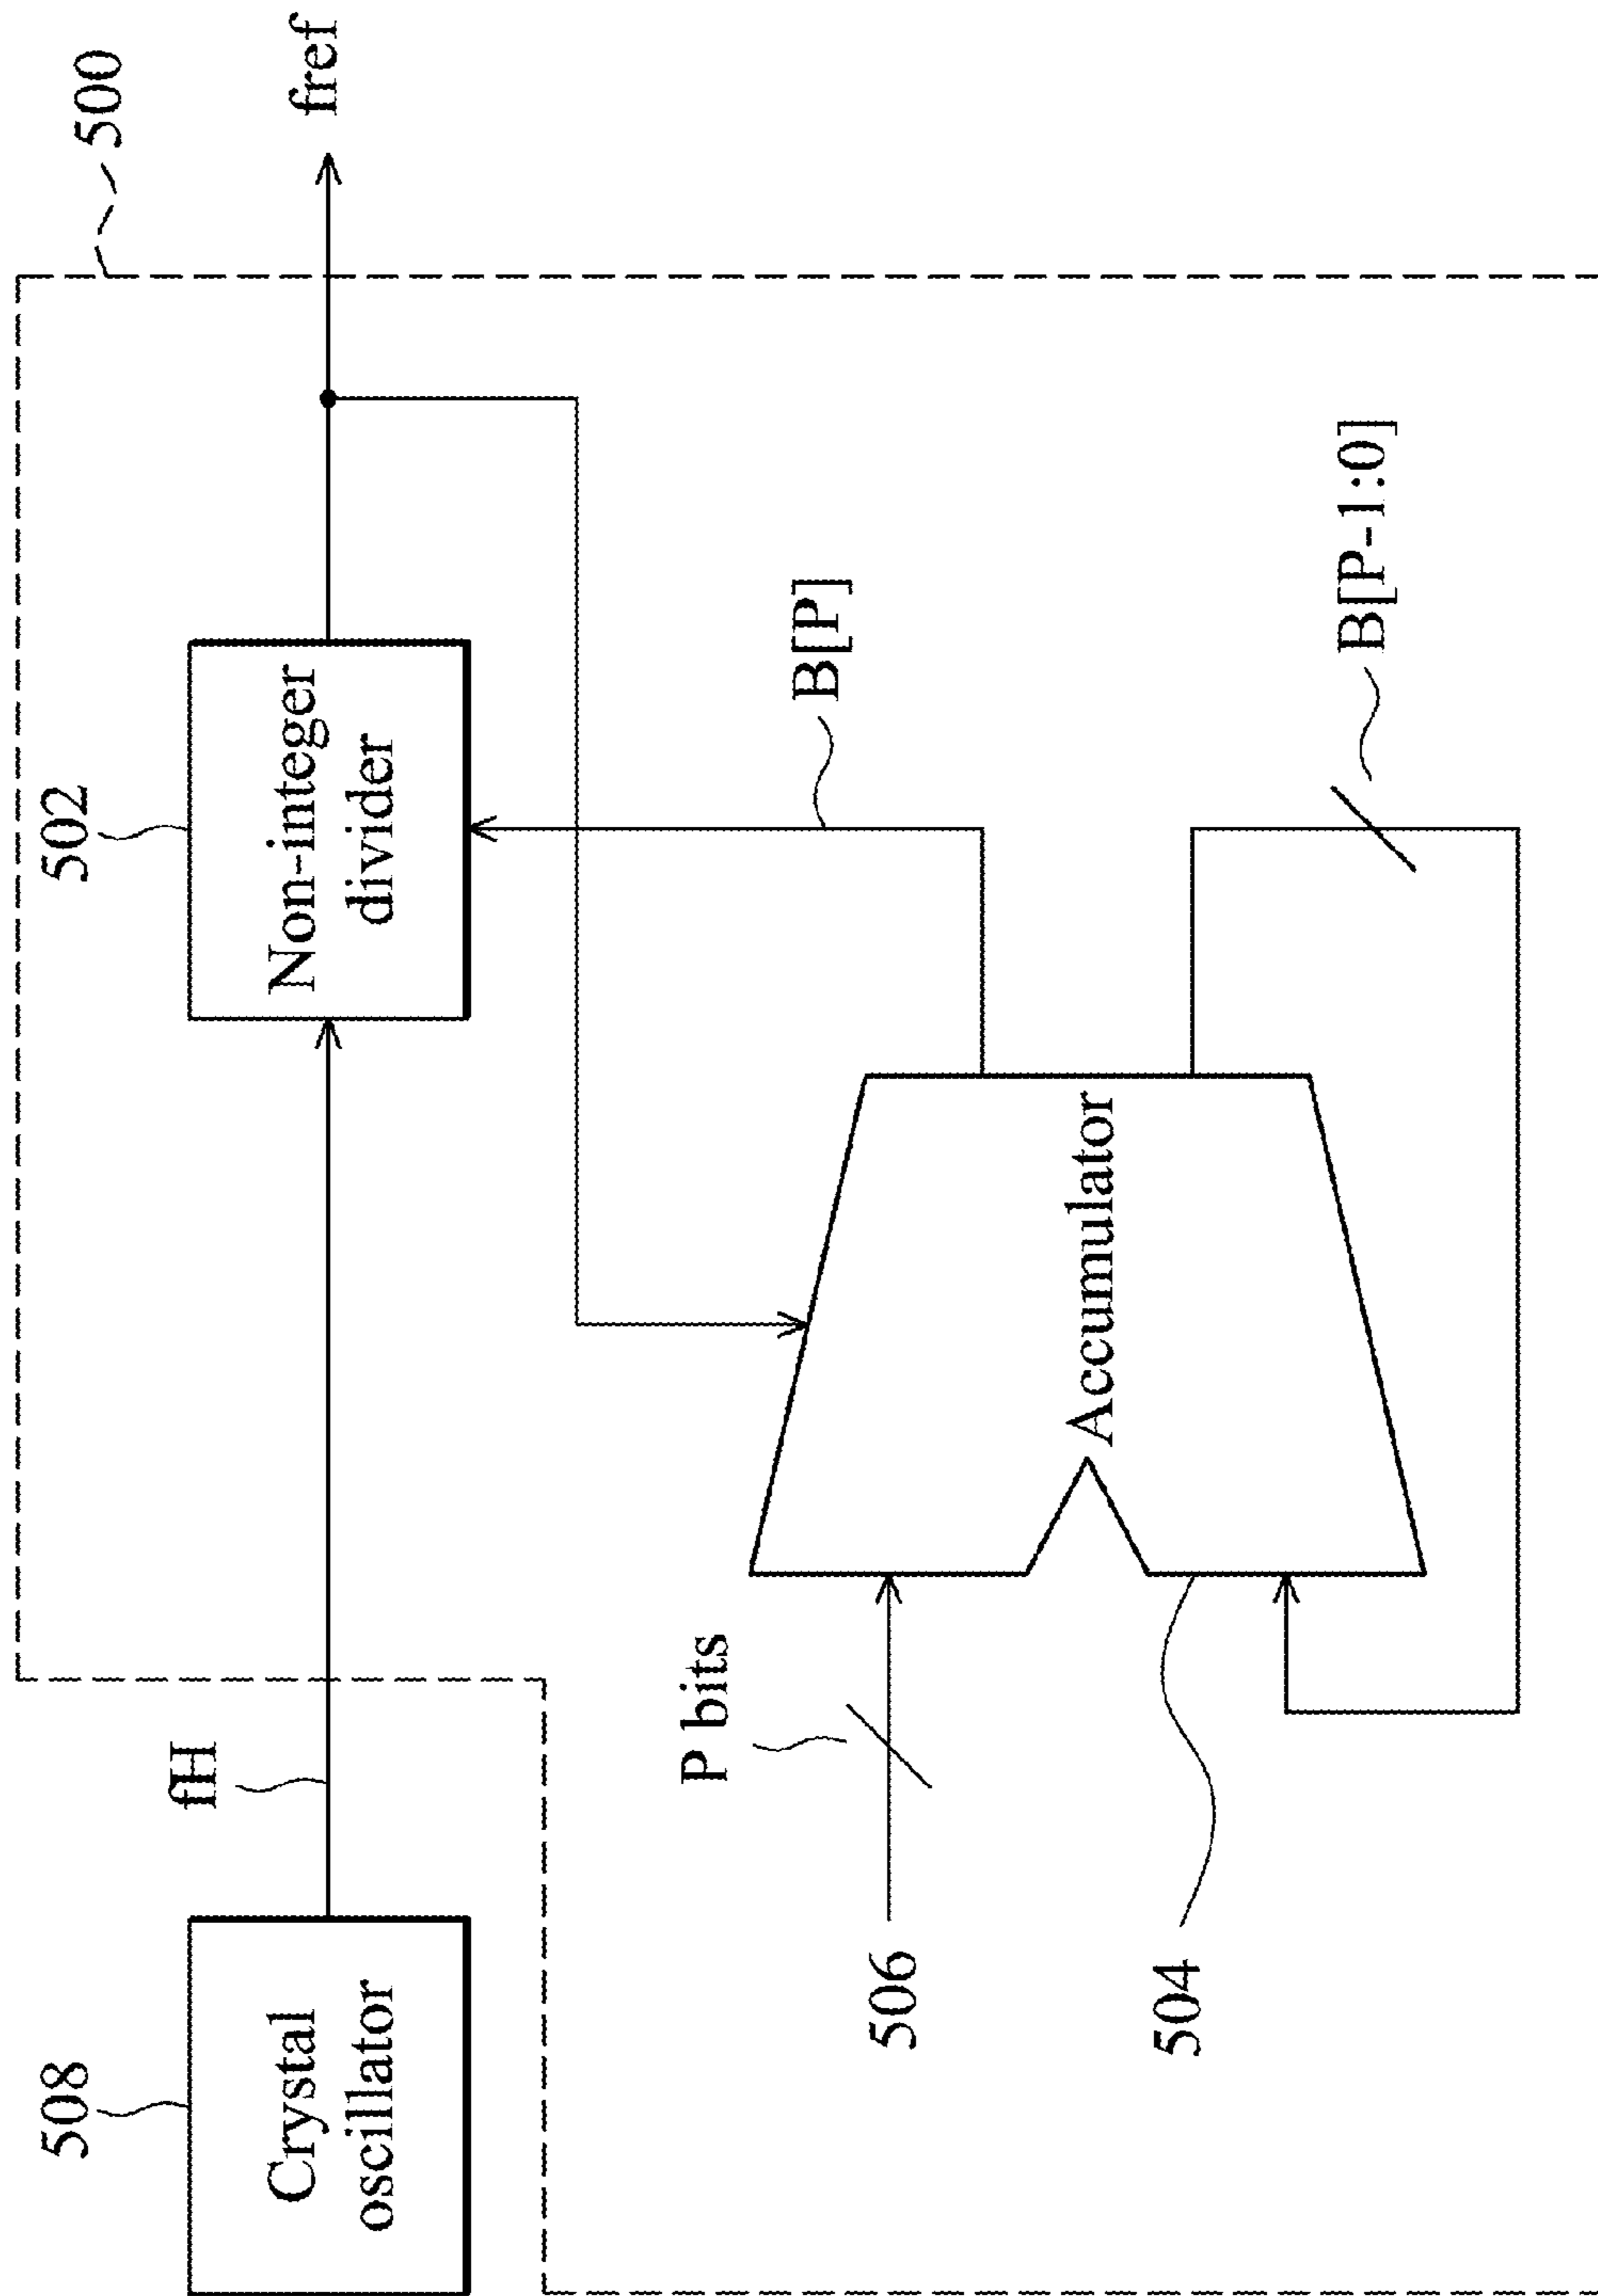 500
508
502
Crystal
oscillator
fH
Non-integer
divider
fref
P bits
B[P]
506
Accumulator
504
B[P-1:0]